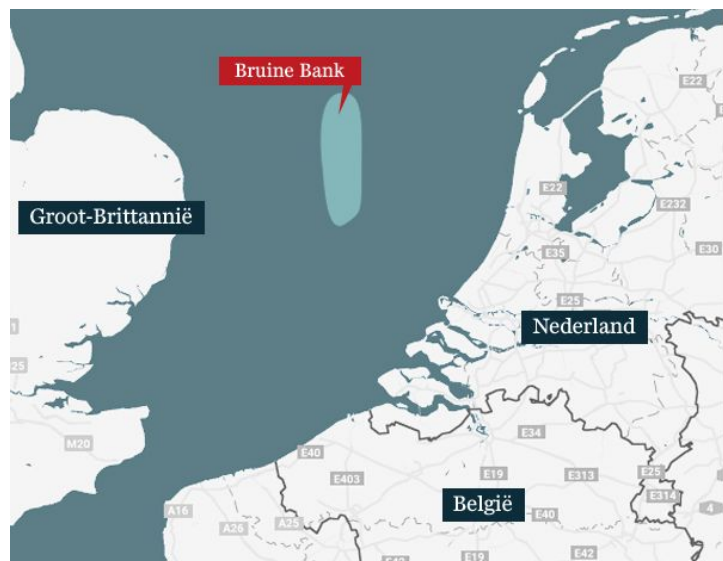 E22
Bruine Bank
E22
E232
Groot-Brittannië
E30
E35
E25
Nederland
M20
E34
E40
E403
E19
E313
E25
E314
België
A16
A26
A25
E40
4
E19
E42